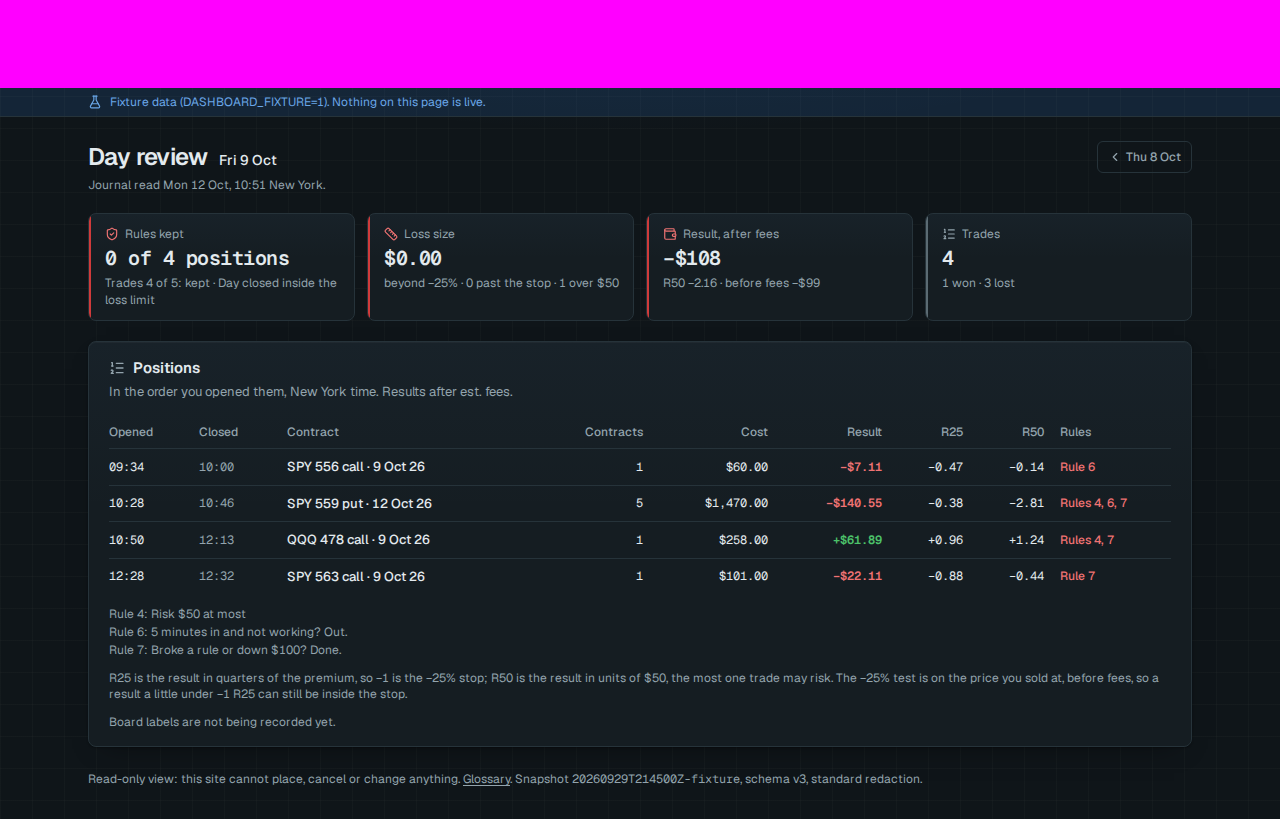 Fixture data (DASHBOARD_FIXTURE=1). Nothing on this page is live.
Day review Fri 9 Oct
Thu 8 Oct
Journal read Mon 12 Oct, 10:51 New York.
Rules kept
0 of 4 positions
Trades 4 of 5: kept · Day closed inside the
loss limit
Loss size
$0.00
beyond −25% · 0 past the stop · 1 over $50
Result, after fees
−$108
R50 −2.16 · before fees −$99
Trades
4
1 won · 3 lost
Positions
In the order you opened them, New York time. Results after est. fees.
Opened Closed Contract Contracts Cost Result R25 R50 Rules
09:34 10:00 SPY 556 call · 9 Oct 26 1 $60.00 −$7.11 −0.47 −0.14 Rule 6
10:28 10:46 SPY 559 put · 12 Oct 26 5 $1,470.00 −$140.55 −0.38 −2.81 Rules 4, 6, 7
10:50 12:13 QQQ 478 call · 9 Oct 26 1 $258.00 +$61.89 +0.96 +1.24 Rules 4, 7
12:28 12:32 SPY 563 call · 9 Oct 26 1 $101.00 −$22.11 −0.88 −0.44 Rule 7
Rule 4: Risk $50 at most
Rule 6: 5 minutes in and not working? Out.
Rule 7: Broke a rule or down $100? Done.
R25 is the result in quarters of the premium, so −1 is the −25% stop; R50 is the result in units of $50, the most one trade may risk. The −25% test is on the price you sold at, before fees, so a
result a little under −1 R25 can still be inside the stop.
Board labels are not being recorded yet.
Read-only view: this site cannot place, cancel or change anything. Glossary. Snapshot 20260929T214500Z-fixture, schema v3, standard redaction.